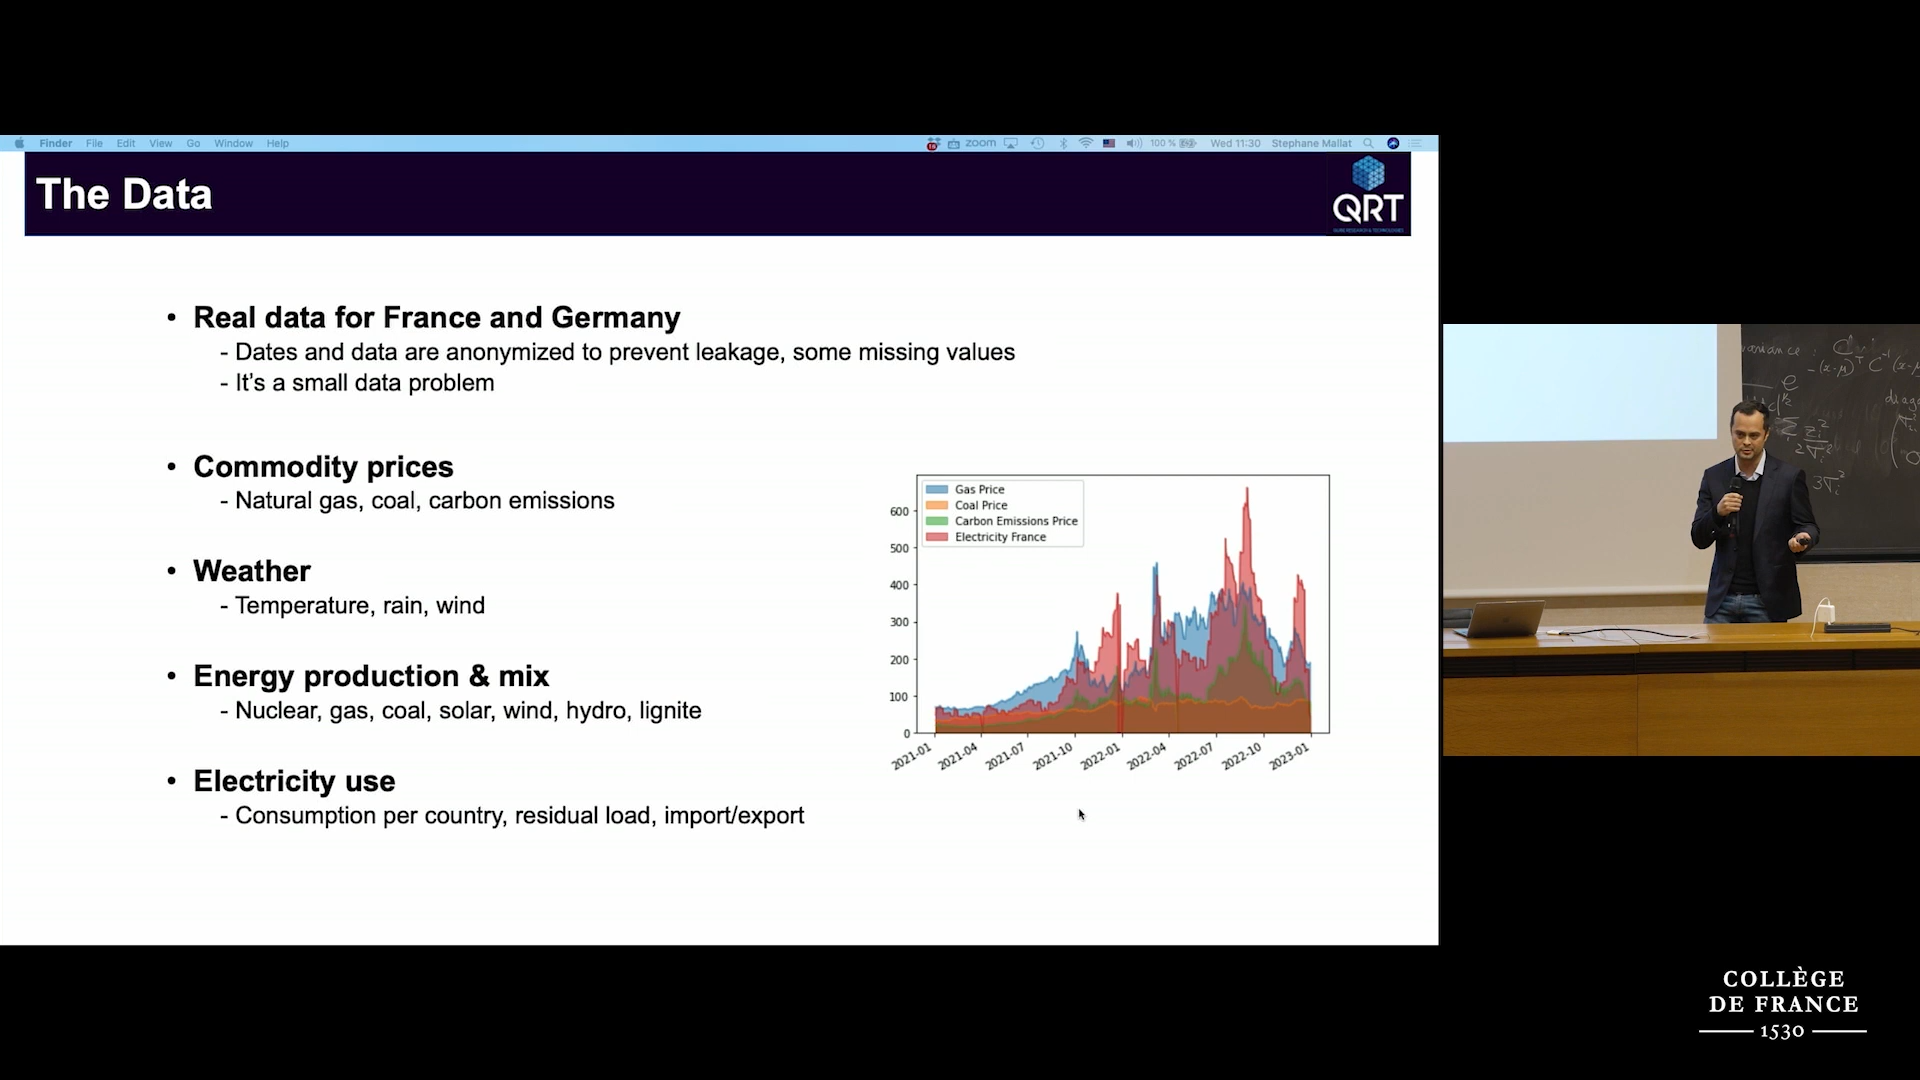 Finder File Edit View Go Window Help
zoom 100 % Wed 11:30 Stephane Mallat
The Data
QRT
• Real data for France and Germany
- Dates and data are anonymized to prevent leakage, some missing values
- It's a small data problem
• Commodity prices
- Natural gas, coal, carbon emissions
• Weather
- Temperature, rain, wind
• Energy production & mix
- Nuclear, gas, coal, solar, wind, hydro, lignite
• Electricity use
- Consumption per country, residual load, import/export
Gas Price
Coal Price
Carbon Emissions Price
Electricity France
600
500
400
300
200
100
0
2021-01
2021-04
2021-07
2021-10
2022-01
2022-04
2022-07
2022-10
2023-01
COLLÈGE
DE FRANCE
1530